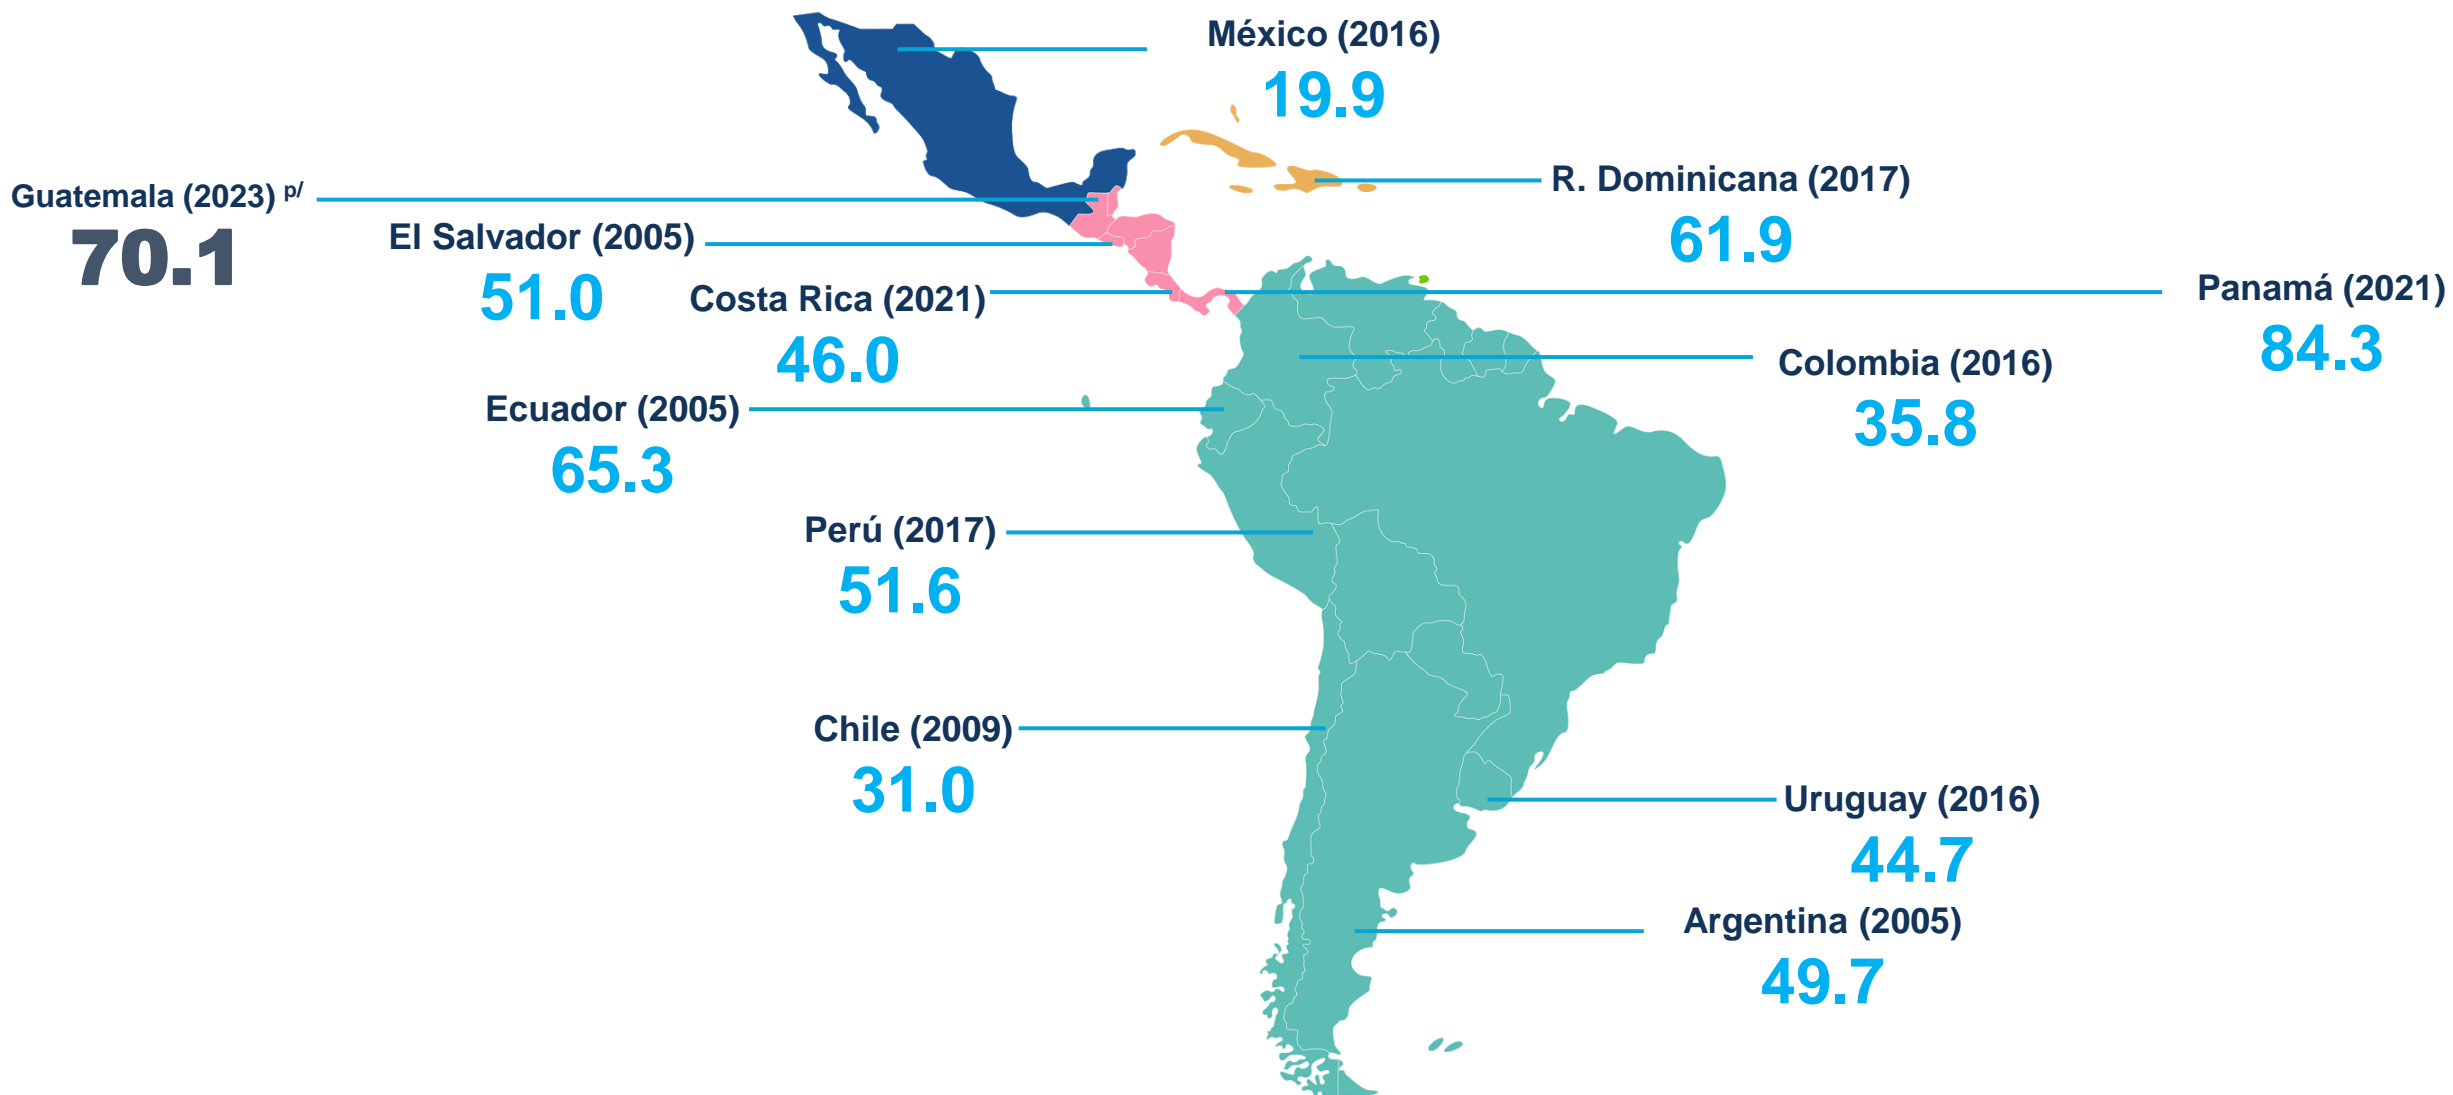 México (2016)
19.9
R. Dominicana (2017)
61.9
Guatemala (2023) p/
70.1
El Salvador (2005)
51.0
Costa Rica (2021)
46.0
Panamá (2021)
84.3
Colombia (2016)
35.8
Ecuador (2005)
65.3
Perú (2017)
51.6
Chile (2009)
31.0
Uruguay (2016)
44.7
Argentina (2005)
49.7